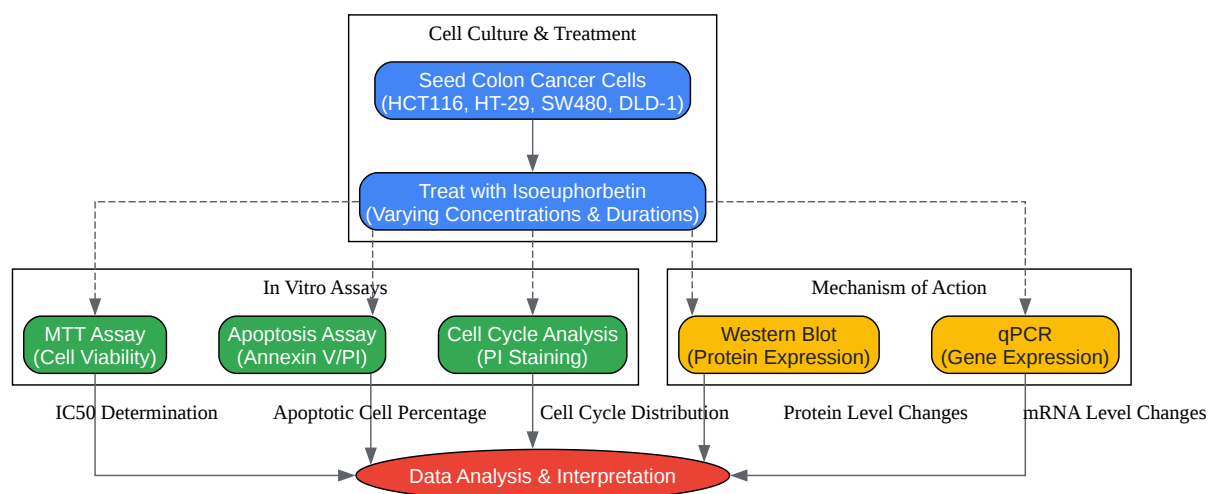 Cell Culture & Treatment
Seed Colon Cancer Cells
(HCT116, HT-29, SW480, DLD-1)
Treat with Isoeuphorbetin
(Varying Concentrations & Durations)
In Vitro Assays
Mechanism of Action
MTT Assay
(Cell Viability)
Apoptosis Assay
(Annexin V/PI)
Cell Cycle Analysis
(PI Staining)
Western Blot
(Protein Expression)
qPCR
(Gene Expression)
IC50 Determination
Apoptotic Cell Percentage
Cell Cycle Distribution
Protein Level Changes
mRNA Level Changes
Data Analysis & Interpretation